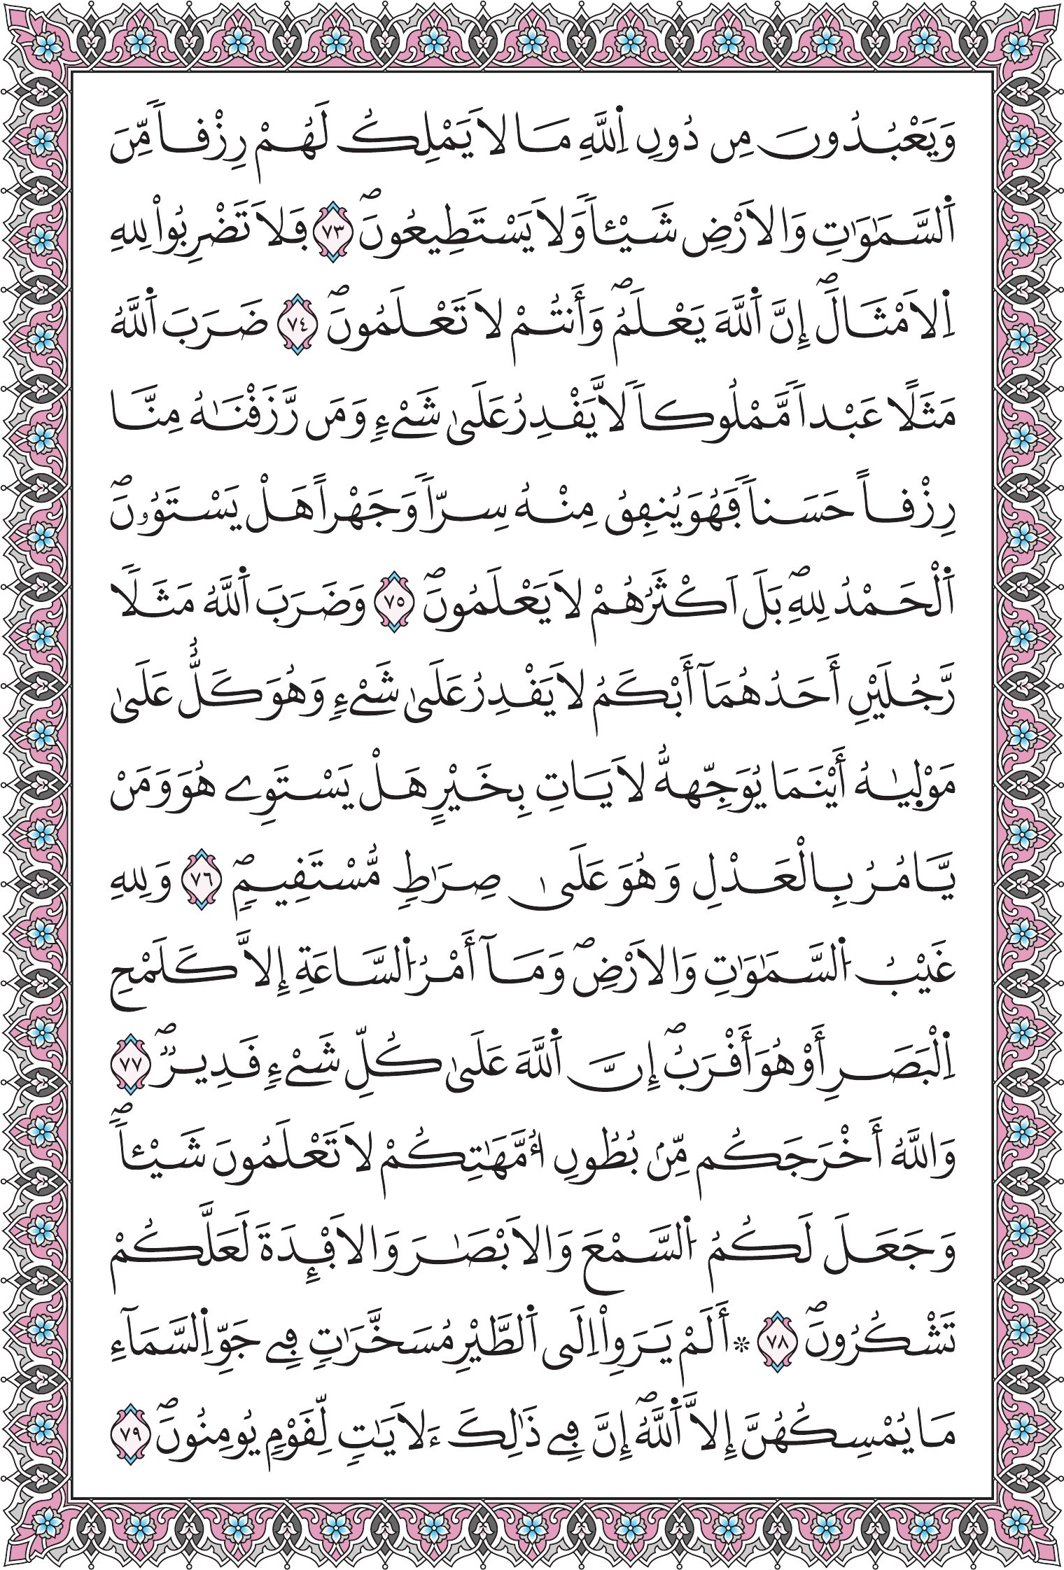 وَيَعْبُدُونَ مِن دُونِ اِ۬للَّهِ مَا لَا يَمْلِكُ لَهُمْ رِزْقاٗ مِّنَ
اَ۬لسَّمَٰوَٰتِ وَالَارْضِ شَيْـٔاٗ وَلَا يَسْتَطِيعُونَۖ ٧٣ فَلَا تَضْرِبُواْ لِلهِ
اِ۬لَامْثَالَۖ إِنَّ اَ۬للَّهَ يَعْلَمُۖ وَأَنتُمْ لَا تَعْلَمُونَۖ ٧٤ ضَرَبَ اَ۬للَّهُ
مَثَلًا عَبْداٗ مَّمْلُوكاٗ لَّا يَقْدِرُ عَلَىٰ شَےْءٖ وَمَن رَّزَقْنَٰهُ مِنَّا
رِزْقاً حَسَناٗ فَهُوَ يُنفِقُ مِنْهُ سِرّاٗ وَجَهْراً هَلْ يَسْتَوُۥنَۖ
اَ۬لْحَمْدُ لِلهِۖ بَلَ اَكْثَرُهُمْ لَا يَعْلَمُونَۖ ٧٥ وَضَرَبَ اَ۬للَّهُ مَثَلاٗ
رَّجُلَيْنِ أَحَدُهُمَآ أَبْكَمُ لَا يَقْدِرُ عَلَىٰ شَےْءٖ وَهُوَ كَلٌّ عَلَىٰ
مَوْلٜيٰهُ أَيْنَمَا يُوَجِّههُّ لَا يَاتِ بِخَيْرٍ هَلْ يَسْتَوِے هُوَ وَمَنْ
يَّامُرُ بِالْعَدْلِ وَهُوَ عَلَىٰ صِرَٰطٖ مُّسْتَقِيمٖۖ ٧٦ وَلِلهِ
غَيْبُ اُ۬لسَّمَٰوَٰتِ وَالَارْضِۖ وَمَآ أَمْرُ اُ۬لسَّاعَةِ إِلَّا كَلَمْحِ
اِ۬لْبَصَرِ أَوْ هُوَ أَقْرَبُۖ إِنَّ اَ۬للَّهَ عَلَىٰ كُلِّ شَےْءٖ قَدِيرٞۖ ٧٧
وَاللَّهُ أَخْرَجَكُم مِّنۢ بُطُونِ أُمَّهَٰتِكُمْ لَا تَعْلَمُونَ شَيْـٔاٗۖ
وَجَعَلَ لَكُمُ اُ۬لسَّمْعَ وَالَابْصَٰرَ وَالَافْـِٕدَةَ لَعَلَّكُمْ
تَشْكُرُونَۖ ٧٨ ۞ أَلَمْ يَرَوِاْ اِلَى اَ۬لطَّيْرِ مُسَخَّرَٰتٖ فِے جَوِّ اِ۬لسَّمَآءِ
مَا يُمْسِكُهُنَّ إِلَّا اَ۬للَّهُۖ إِنَّ فِے ذَٰلِكَ ءَلَايَٰتٖ لِّقَوْمٖ يُومِنُونَۖ ٧٩